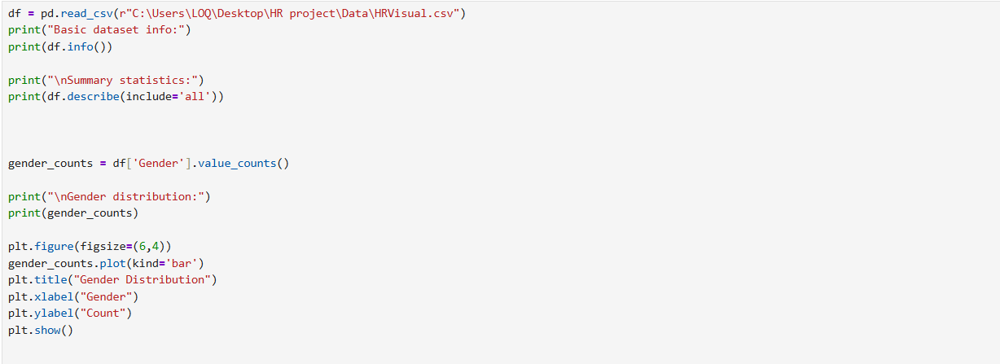 df = pd.read_csv(r"C:\Users\LOQ\Desktop\HR project\Data\HRVisual.csv")
print("Basic dataset info:")
print(df.info())
print("\nSummary statistics:")
print(df.describe(include='all'))
gender_counts = df['Gender'].value_counts()
print("\nGender distribution:")
print(gender_counts)
plt.figure(figsize=(6,4))
gender_counts.plot(kind='bar')
plt.title("Gender Distribution")
plt.xlabel("Gender")
plt.ylabel("Count")
plt.show()